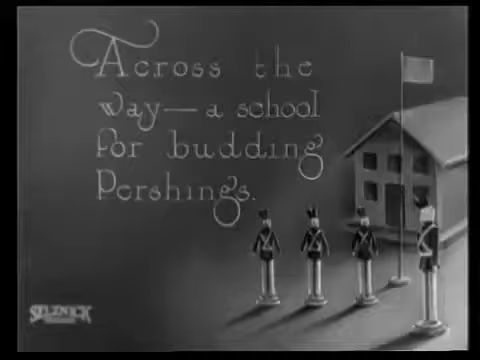 Across the
way — a school
for budding
Pershings.
SELZNICK